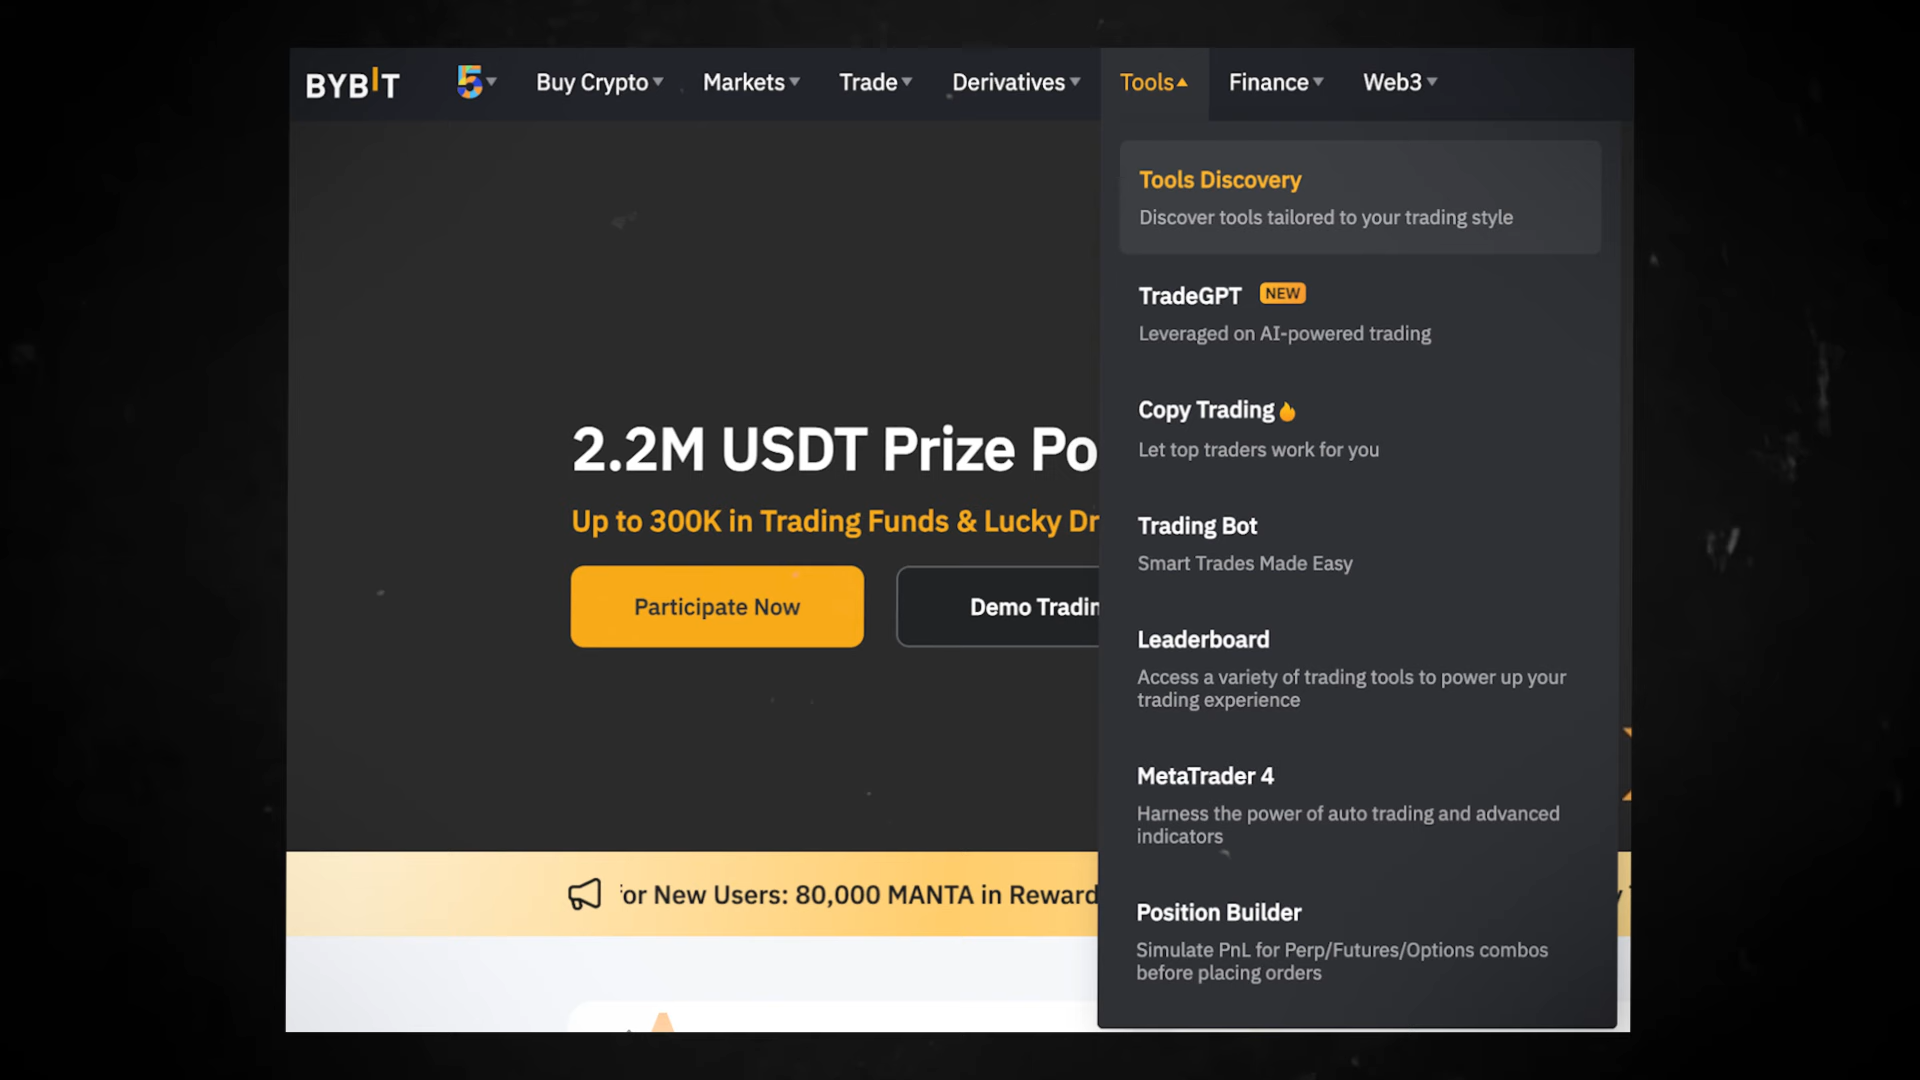 BYBIT 5 Buy Crypto Markets Trade Derivatives Tools Finance Web3
Tools Discovery
Discover tools tailored to your trading style
TradeGPT NEW
Leveraged on AI-powered trading
Copy Trading
Let top traders work for you
Trading Bot
Smart Trades Made Easy
Leaderboard
Access a variety of trading tools to power up your
trading experience
MetaTrader 4
Harness the power of auto trading and advanced
indicators
Position Builder
Simulate PnL for Perp/Futures/Options combos
before placing orders
2.2M USDT Prize Po
Up to 300K in Trading Funds & Lucky Dr
Participate Now
Demo Tradin
or New Users: 80,000 MANTA in Reward